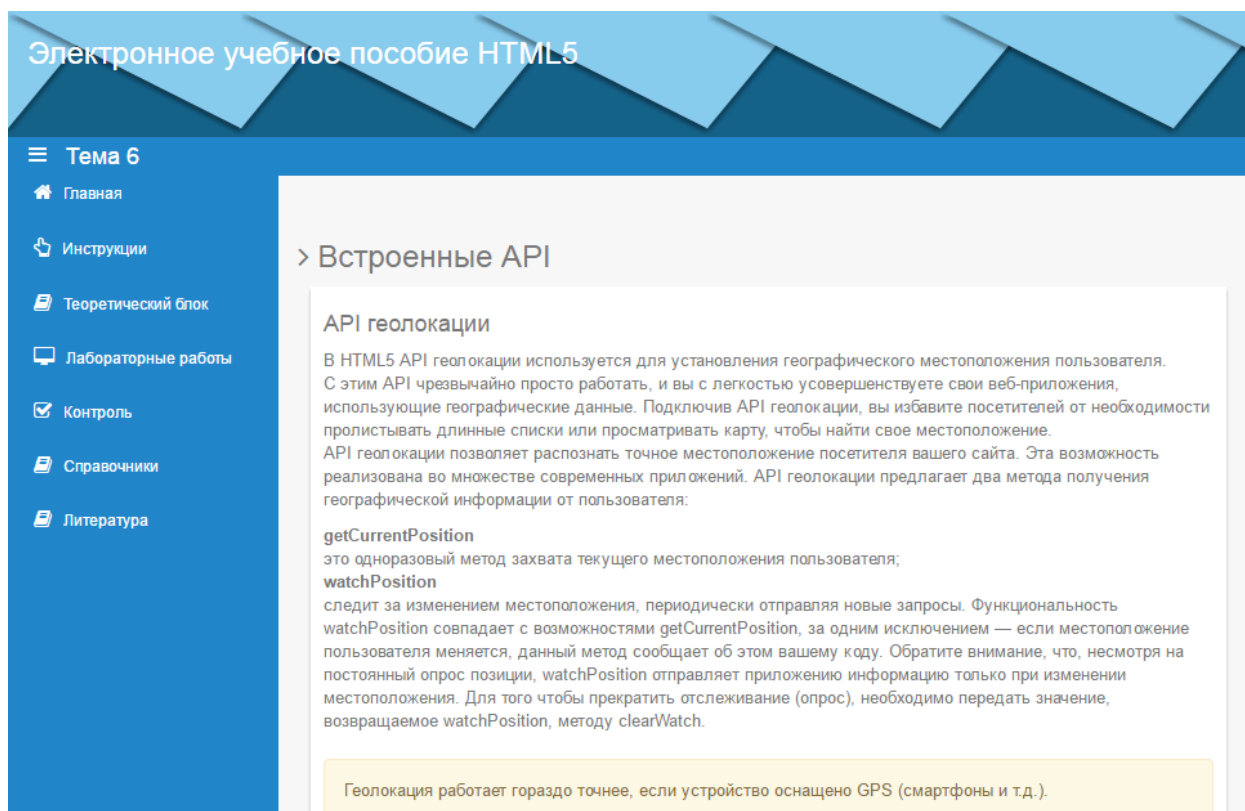 Электронное учебное пособие HTML5
Тема 6
Главная
Инструкции
Теоретический блок
Лабораторные работы
Контроль
Справочники
Литература
Встроенные API
API геолокации
В HTML5 API геолокации используется для установления географического местоположения пользователя.
С этим API чрезвычайно просто работать, и вы с легкостью усовершенствуете свои веб-приложения,
использующие географические данные. Подключив API геолокации, вы избавите посетителей от необходимости
пролистывать длинные списки или просматривать карту, чтобы найти свое местоположение.
API геолокации позволяет распознать точное местоположение посетителя вашего сайта. Эта возможность
реализована во множестве современных приложений. API геолокации предлагает два метода получения
географической информации от пользователя:
getCurrentPosition
это одноразовый метод захвата текущего местоположения пользователя;
watchPosition
следит за изменением местоположения, периодически отправляя новые запросы. Функциональность
watchPosition совпадает с возможностями getCurrentPosition, за одним исключением — если местоположение
пользователя меняется, данный метод сообщает об этом вашему коду. Обратите внимание, что, несмотря на
постоянный опрос позиции, watchPosition отправляет приложению информацию только при изменении
местоположения. Для того чтобы прекратить отслеживание (опрос), необходимо передать значение,
возвращаемое watchPosition, методу clearWatch.
Геолокация работает гораздо точнее, если устройство оснащено GPS (смартфоны и т.д.).